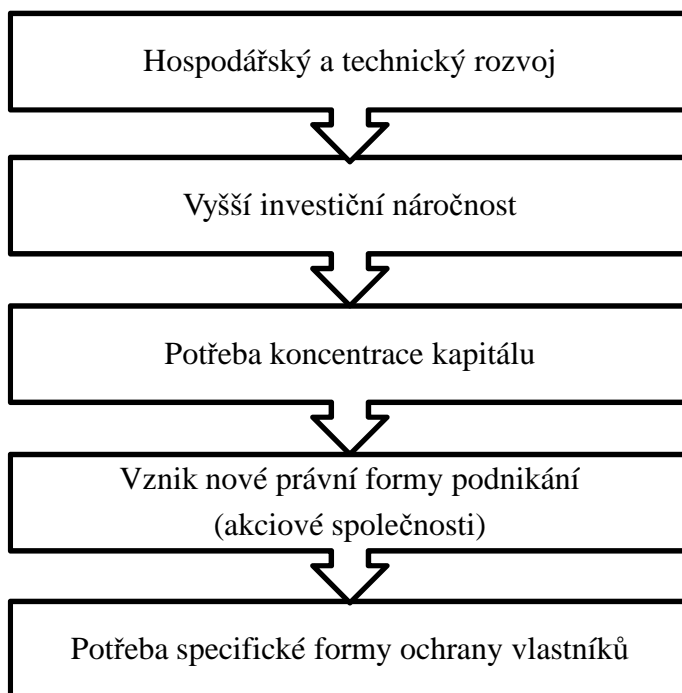 Hospodářský a technický rozvoj
Vyšší investiční náročnost
Potřeba koncentrace kapitálu
Vznik nové právní formy podnikání
(akciové společnosti)
Potřeba specifické formy ochrany vlastníků